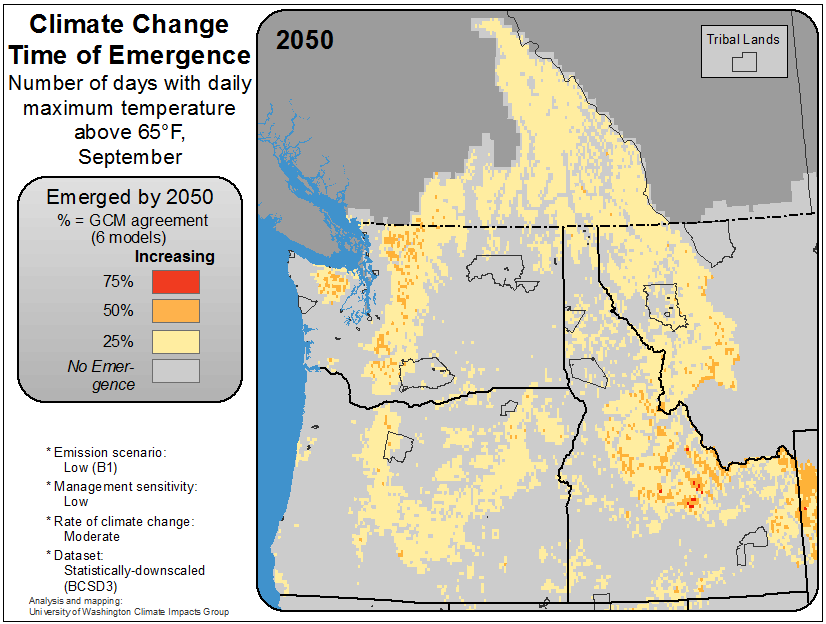 Climate Change
Time of Emergence
Number of days with daily
maximum temperature
above 65°F,
September
Emerged by 2050
% = GCM agreement
(6 models)
Increasing
75%
50%
25%
No Emer-
gence
* Emission scenario:
Low (B1)
* Management sensitivity:
Low
* Rate of climate change:
Moderate
* Dataset:
Statistically-downscaled
(BCSD3)
Analysis and mapping:
University of Washington Climate Impacts Group
2050
Tribal Lands